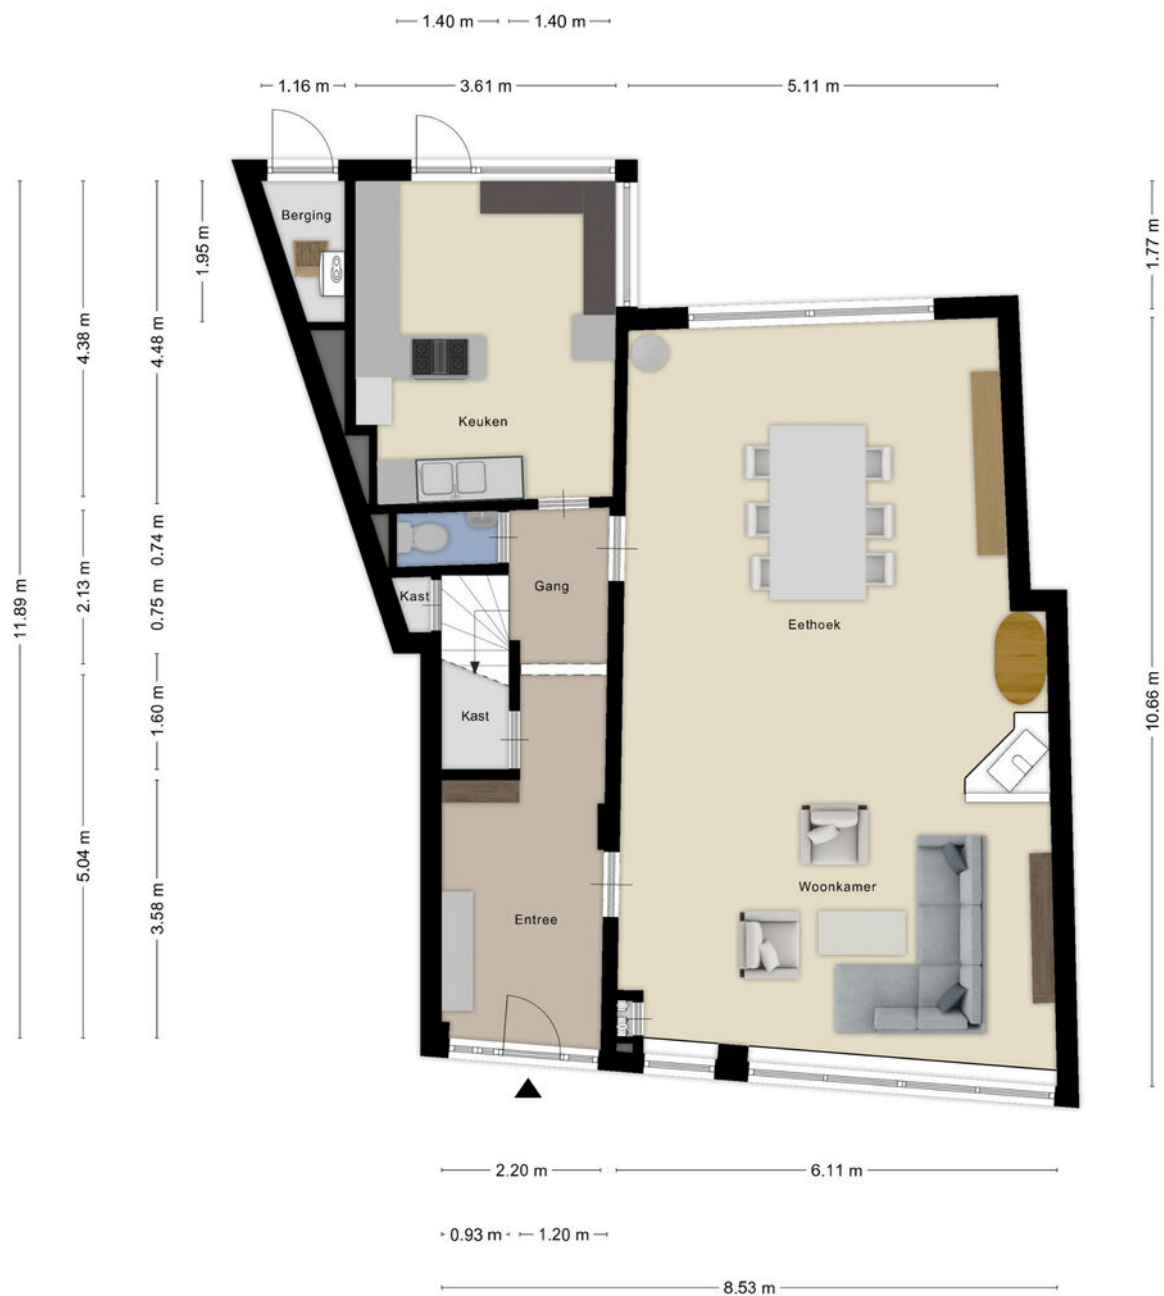 1.40 m
1.40 m
1.16 m
3.61 m
5.11 m
Berging
1.95 m
1.77 m
4.38 m
4.48 m
Keuken
0.74 m
Gang
2.13 m
0.75 m
Kast
11.89 m
Eethoek
10.66 m
1.60 m
Kast
5.04 m
3.58 m
Woonkamer
Entree
2.20 m
6.11 m
0.93 m
1.20 m
8.53 m